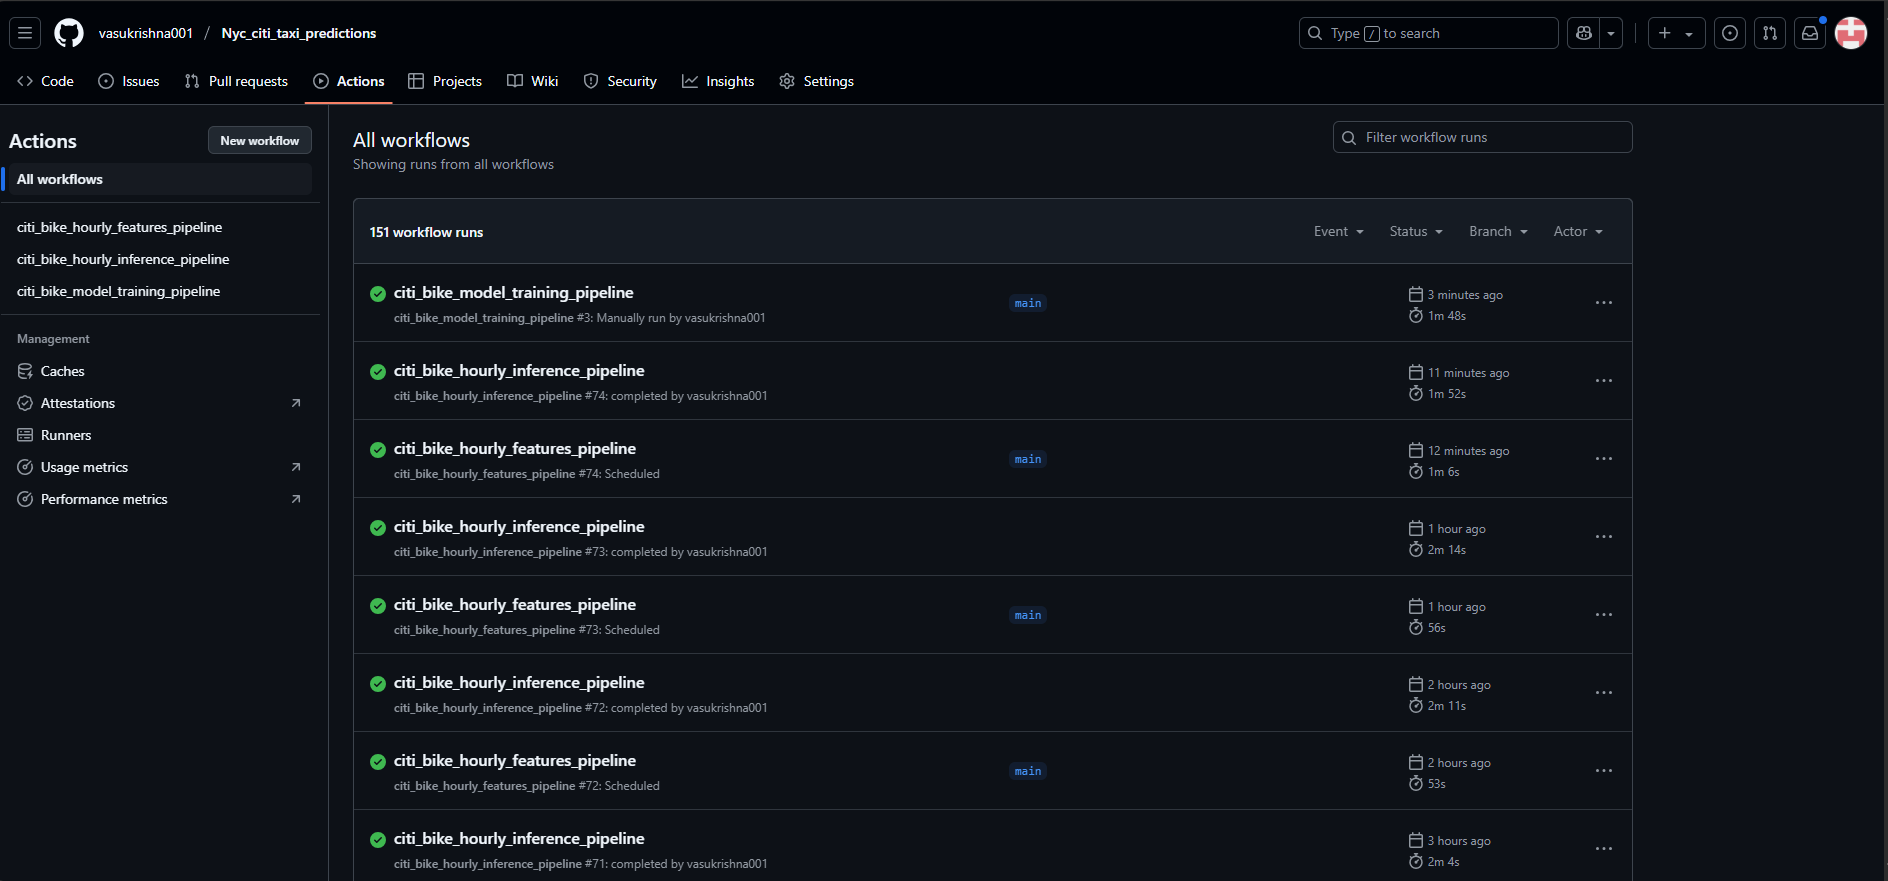 vasukrishna001 / Nyc_citi_taxi_predictions
Type / to search
Code Issues Pull requests Actions Projects Wiki Security Insights Settings
Actions
New workflow
All workflows
citi_bike_hourly_features_pipeline
citi_bike_hourly_inference_pipeline
citi_bike_model_training_pipeline
Management
Caches
Attestations
Runners
Usage metrics
Performance metrics
All workflows
Showing runs from all workflows
Filter workflow runs
151 workflow runs
Event Status Branch Actor
citi_bike_model_training_pipeline
citi_bike_model_training_pipeline #3: Manually run by vasukrishna001
main
3 minutes ago
1m 48s
citi_bike_hourly_inference_pipeline
citi_bike_hourly_inference_pipeline #74: completed by vasukrishna001
11 minutes ago
1m 52s
citi_bike_hourly_features_pipeline
citi_bike_hourly_features_pipeline #74: Scheduled
main
12 minutes ago
1m 6s
citi_bike_hourly_inference_pipeline
citi_bike_hourly_inference_pipeline #73: completed by vasukrishna001
1 hour ago
2m 14s
citi_bike_hourly_features_pipeline
citi_bike_hourly_features_pipeline #73: Scheduled
main
1 hour ago
56s
citi_bike_hourly_inference_pipeline
citi_bike_hourly_inference_pipeline #72: completed by vasukrishna001
2 hours ago
2m 11s
citi_bike_hourly_features_pipeline
citi_bike_hourly_features_pipeline #72: Scheduled
main
2 hours ago
53s
citi_bike_hourly_inference_pipeline
citi_bike_hourly_inference_pipeline #71: completed by vasukrishna001
3 hours ago
2m 4s